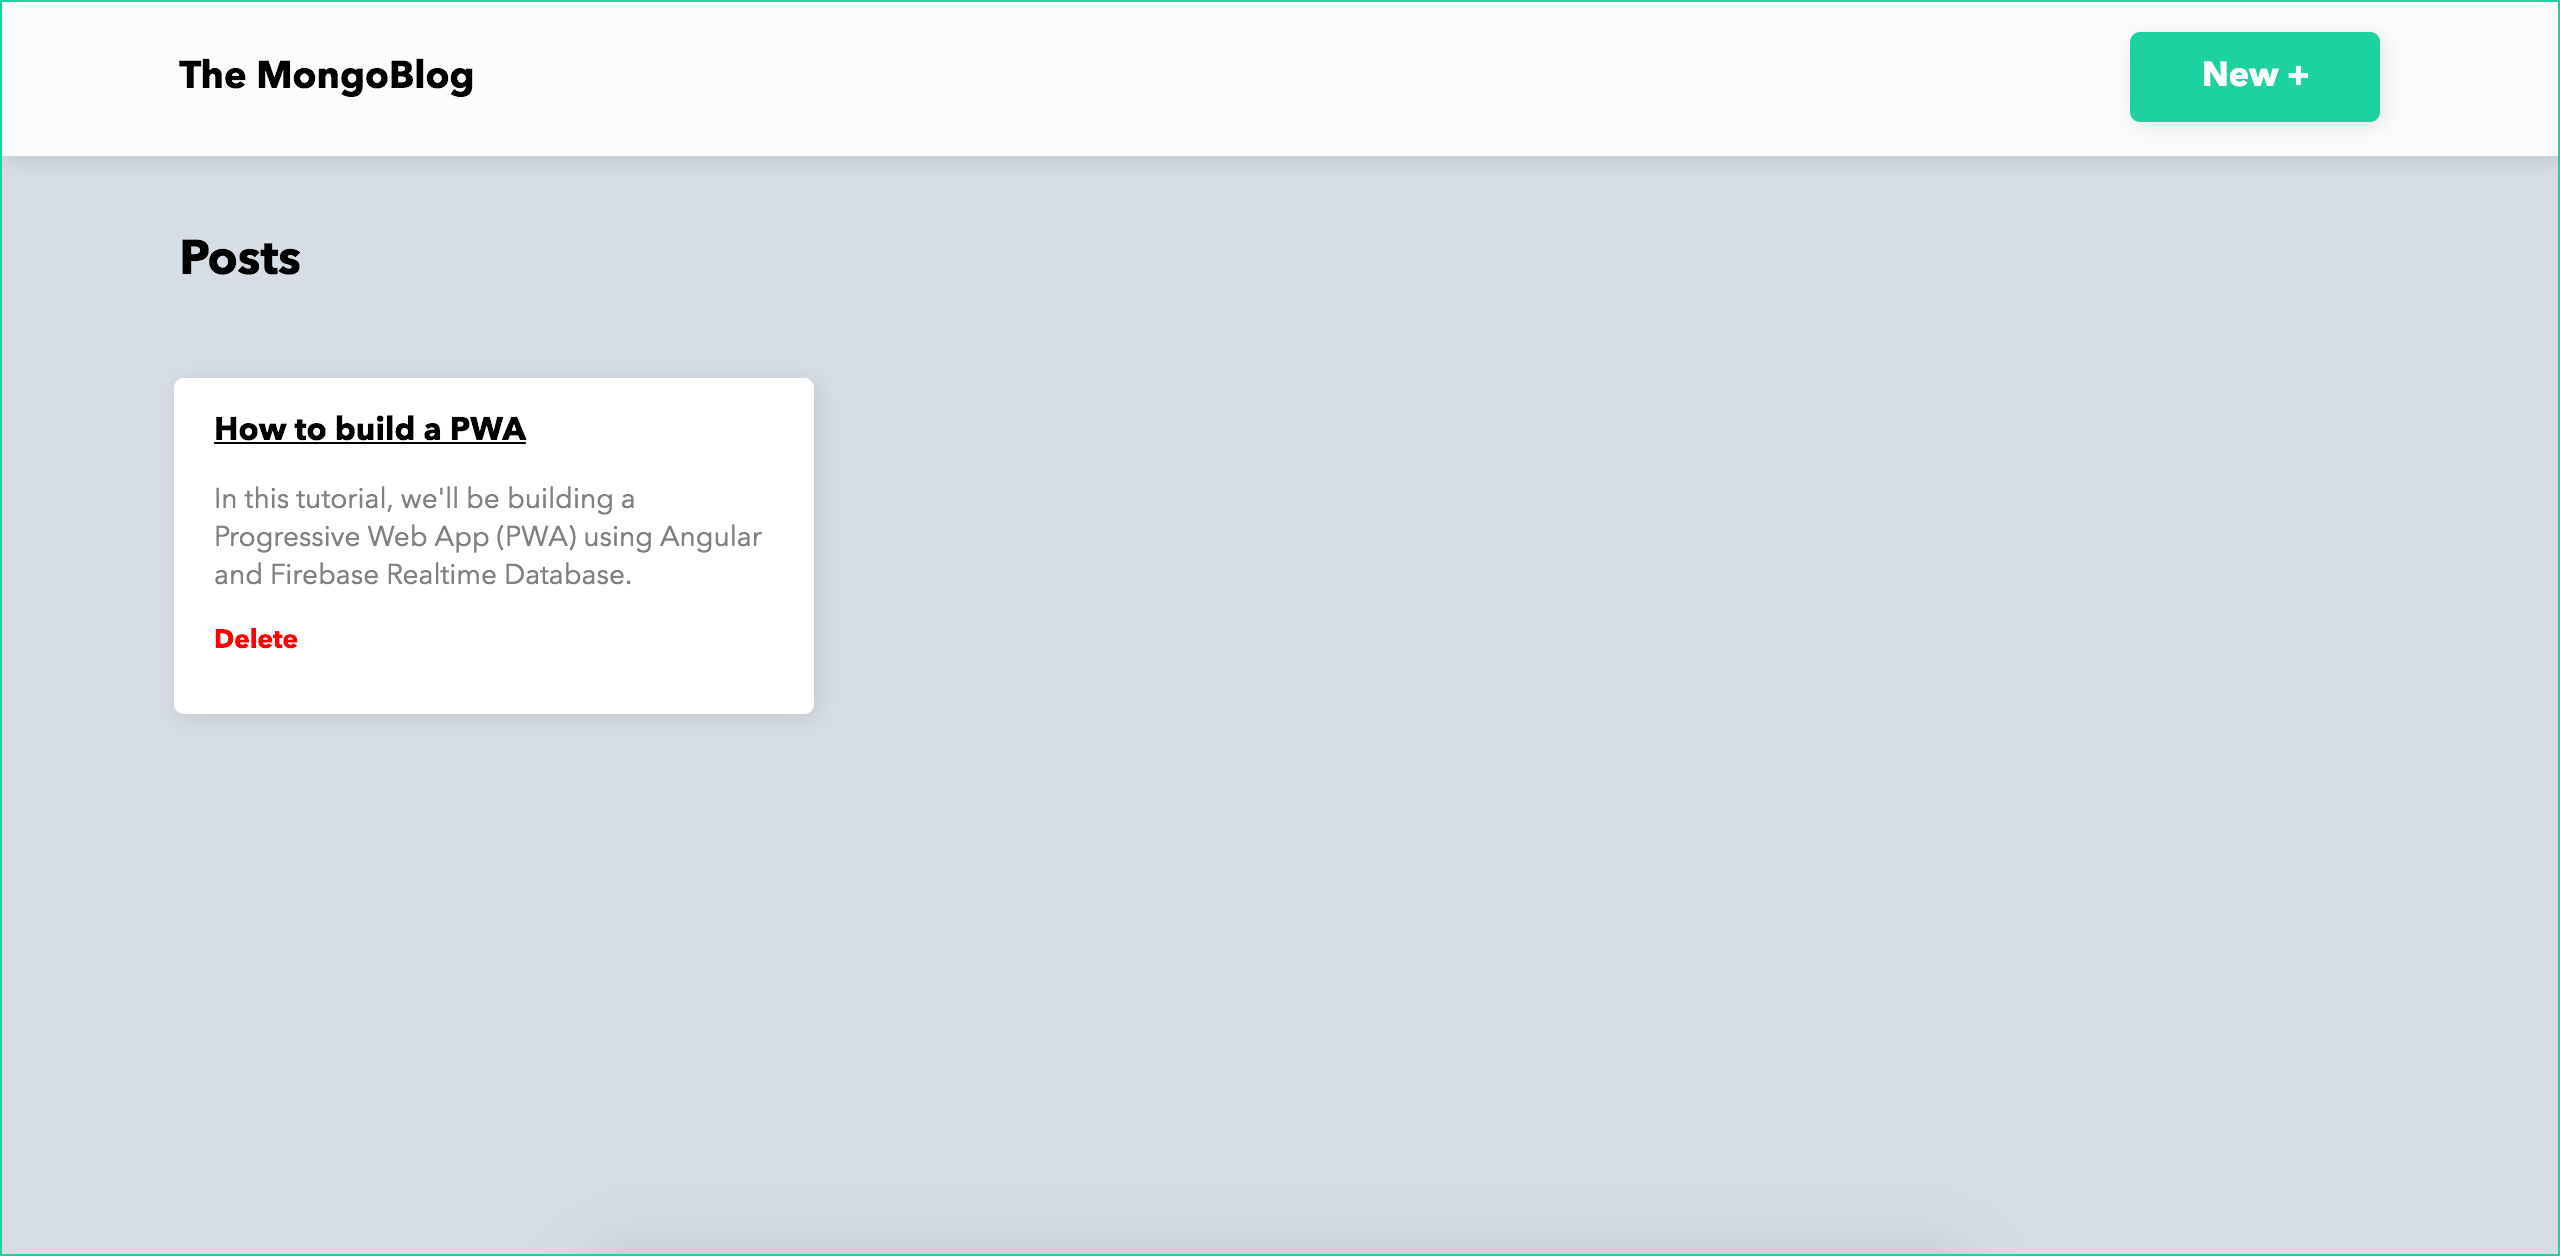 The MongoBlog
New +
Posts
How to build a PWA
In this tutorial, we'll be building a
Progressive Web App (PWA) using Angular
and Firebase Realtime Database.
Delete